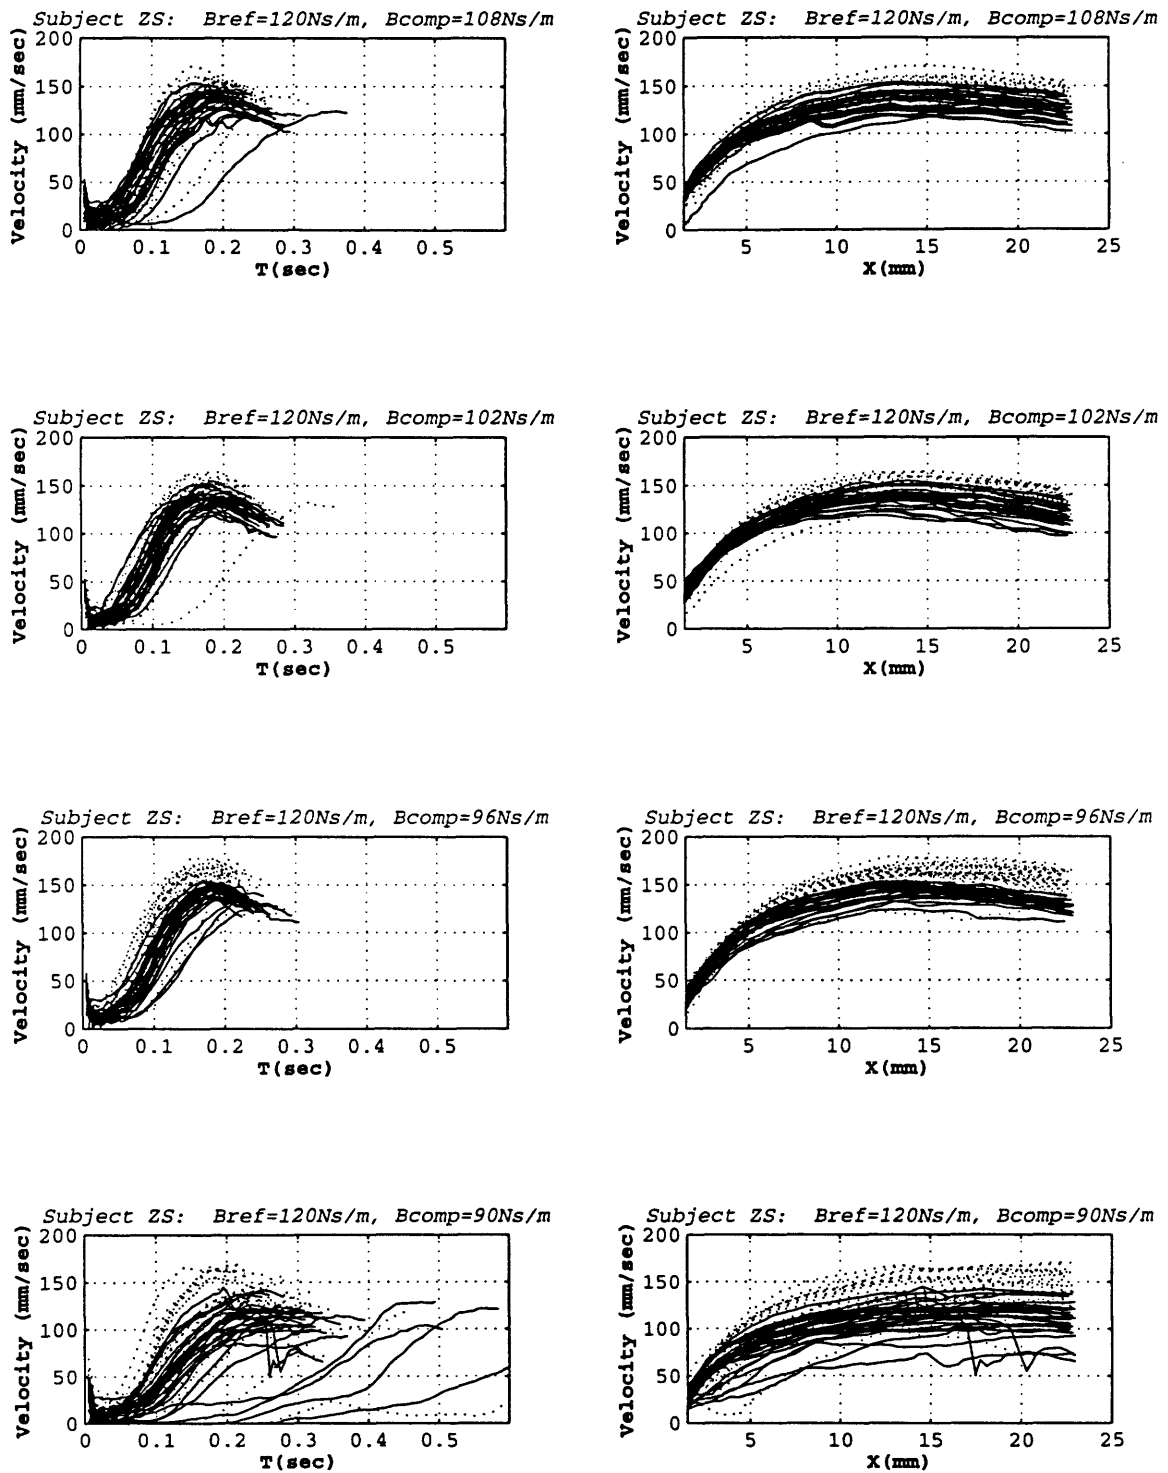 Subject ZS: Bref=120Ns/m, Bcomp=108Ns/m
200
150
100
50
0
Velocity (mm/sec)
0 0.1 0.2 0.3 0.4 0.5
T(sec)
Subject ZS: Bref=120Ns/m, Bcomp=108Ns/m
200
150
100
50
0
Velocity (mm/sec)
5 10 15 20 25
X(mm)
Subject ZS: Bref=120Ns/m, Bcomp=102Ns/m
200
150
100
50
0
Velocity (mm/sec)
0 0.1 0.2 0.3 0.4 0.5
T(sec)
Subject ZS: Bref=120Ns/m, Bcomp=102Ns/m
200
150
100
50
0
Velocity (mm/sec)
5 10 15 20 25
X(mm)
Subject ZS: Bref=120Ns/m, Bcomp=96Ns/m
200
150
100
50
0
Velocity (mm/sec)
0 0.1 0.2 0.3 0.4 0.5
T(sec)
Subject ZS: Bref=120Ns/m, Bcomp=96Ns/m
200
150
100
50
0
Velocity (mm/sec)
5 10 15 20 25
X(mm)
Subject ZS: Bref=120Ns/m, Bcomp=90Ns/m
200
150
100
50
0
Velocity (mm/sec)
0 0.1 0.2 0.3 0.4 0.5
T(sec)
Subject ZS: Bref=120Ns/m, Bcomp=90Ns/m
200
150
100
50
0
Velocity (mm/sec)
5 10 15 20 25
X(mm)